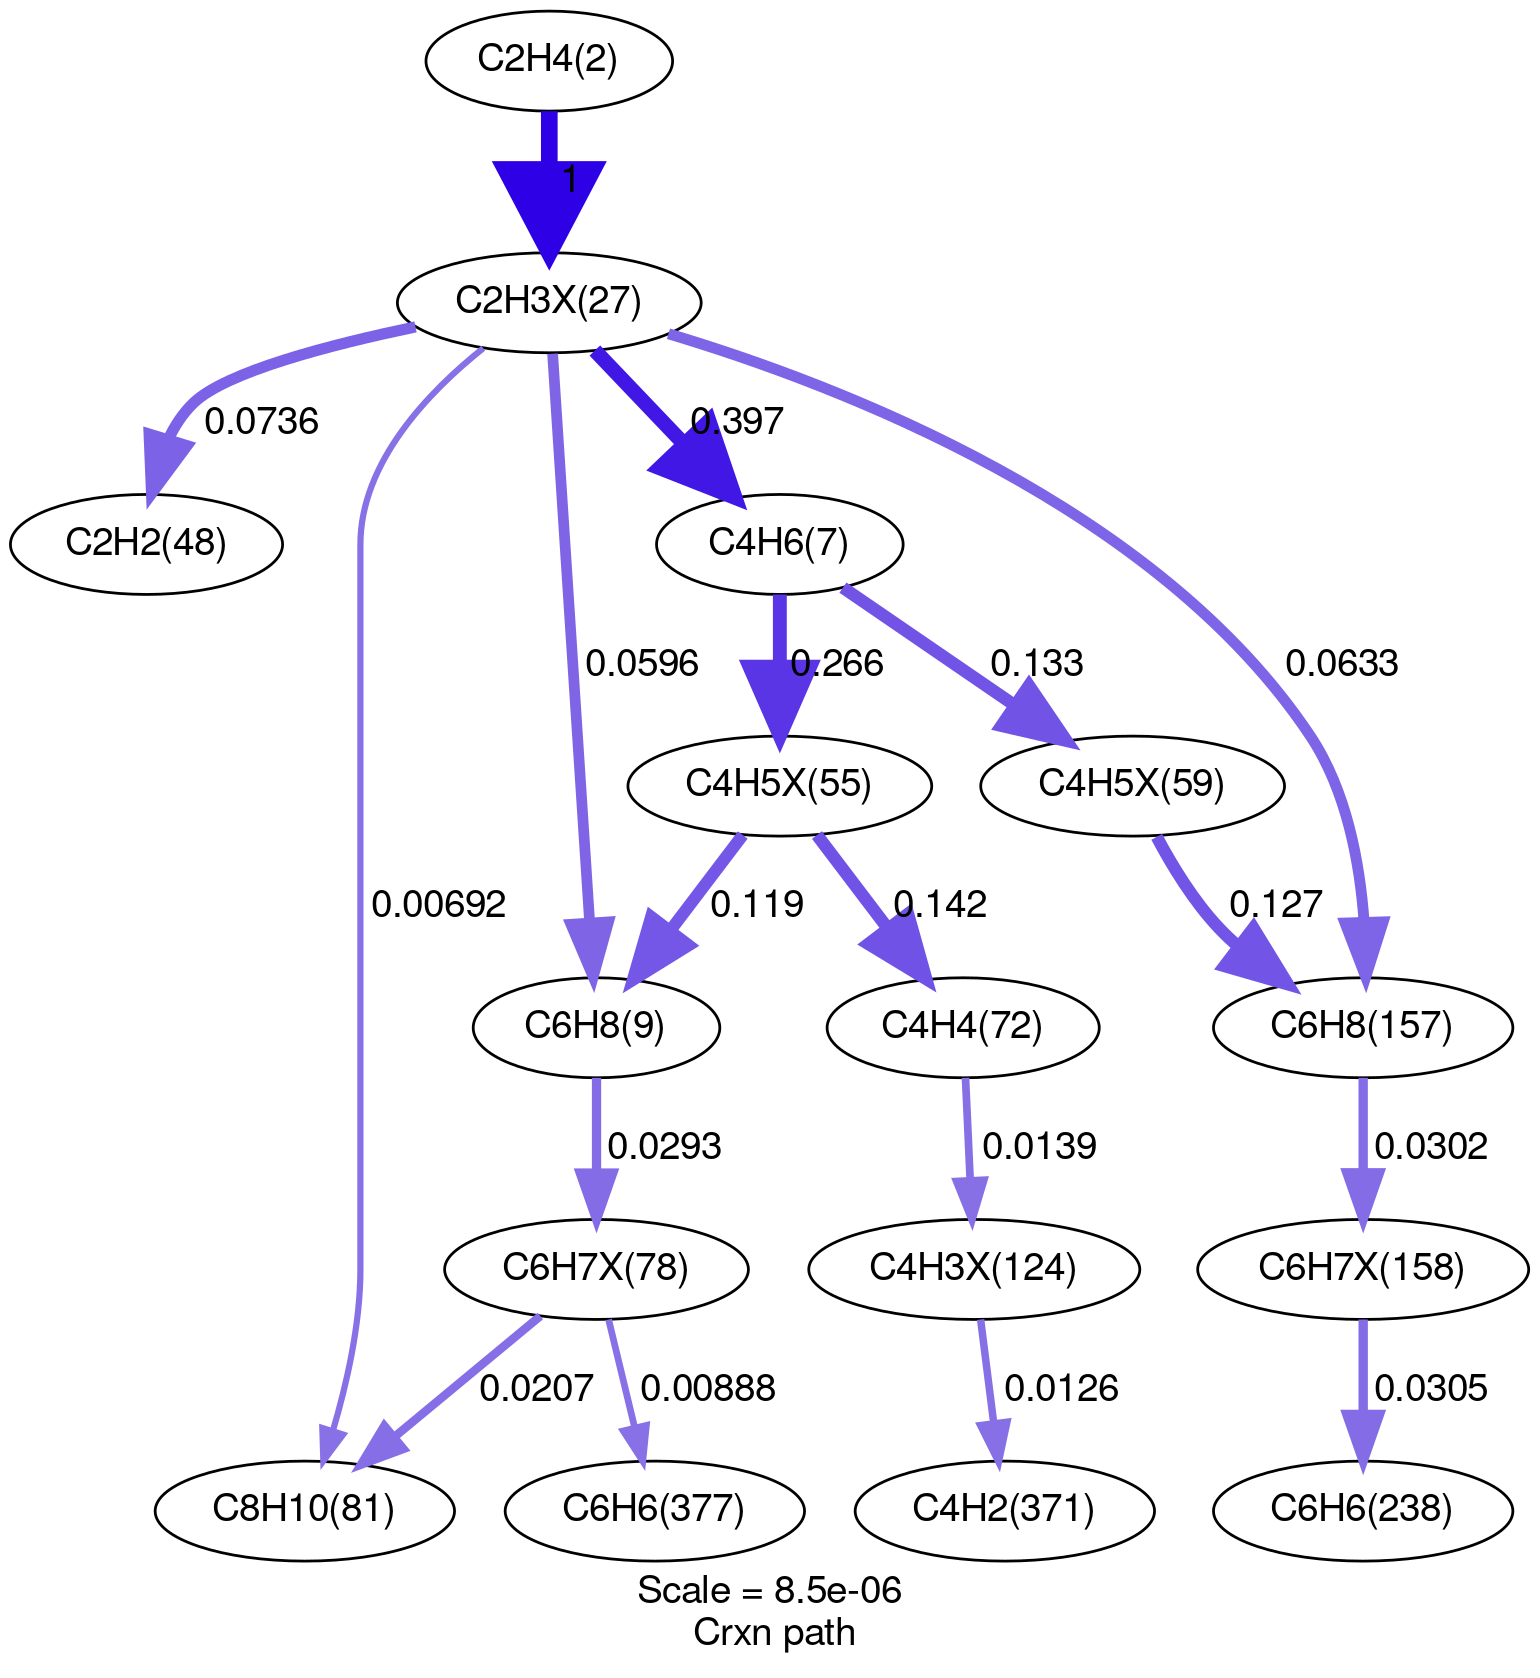 C2H4(2)
1
C2H3X(27)
0.0736
0.397
C2H2(48)
C4H6(7)
0.0596
0.266
0.133
0.0633
C4H5X(55)
C4H5X(59)
0.00692
0.119
0.142
0.127
C6H8(9)
C4H4(72)
C6H8(157)
0.0293
0.0139
0.0302
C6H7X(78)
C4H3X(124)
C6H7X(158)
0.0207
0.00888
0.0126
0.0305
C8H10(81)
C6H6(377)
C4H2(371)
C6H6(238)
Scale = 8.5e-06
Crxn path